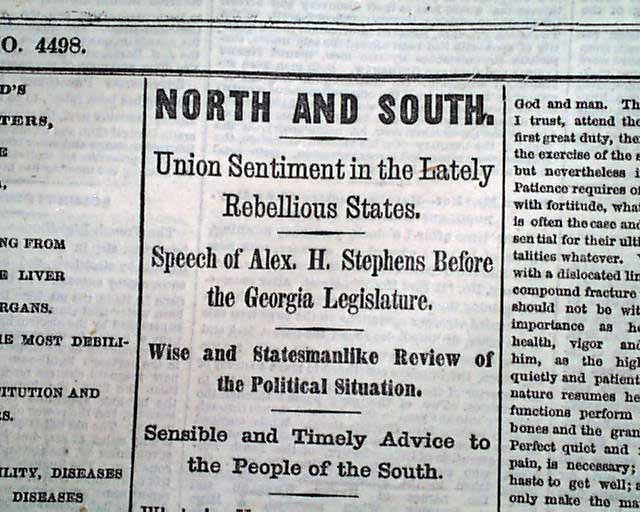 O. 4498.
D'S
TERS,
E
NG FROM
E LIVER
RGANS.
E MOST DEBILI-
TITUTION AND
RS.
ILITY, DISEASES
DISEASES
NORTH AND SOUTH.
Union Sentiment in the Lately
Rebellious States.
Speech of Alex. H. Stephens Before
the Georgia Legislature.
Wise and Statesmanlike Review of
the Political Situation.
Sensible and Timely Advice to
the People of the South.
God and man. Th
I trust, attend the
first great duty, the
the exercise of the s
but nevertheless i
Patience requires of
with fortitude, what
is often the case and
sential for their ult
talities whatever.
with a dislocated lim
compound fracture
should not be wit
importance as he
health, vigor and
him, as the high
quietly and patient
nature resumes he
functions perform
bones and the gran
Perfect quiet and
pain, is necessary;
haste to get well; a
only make the ma